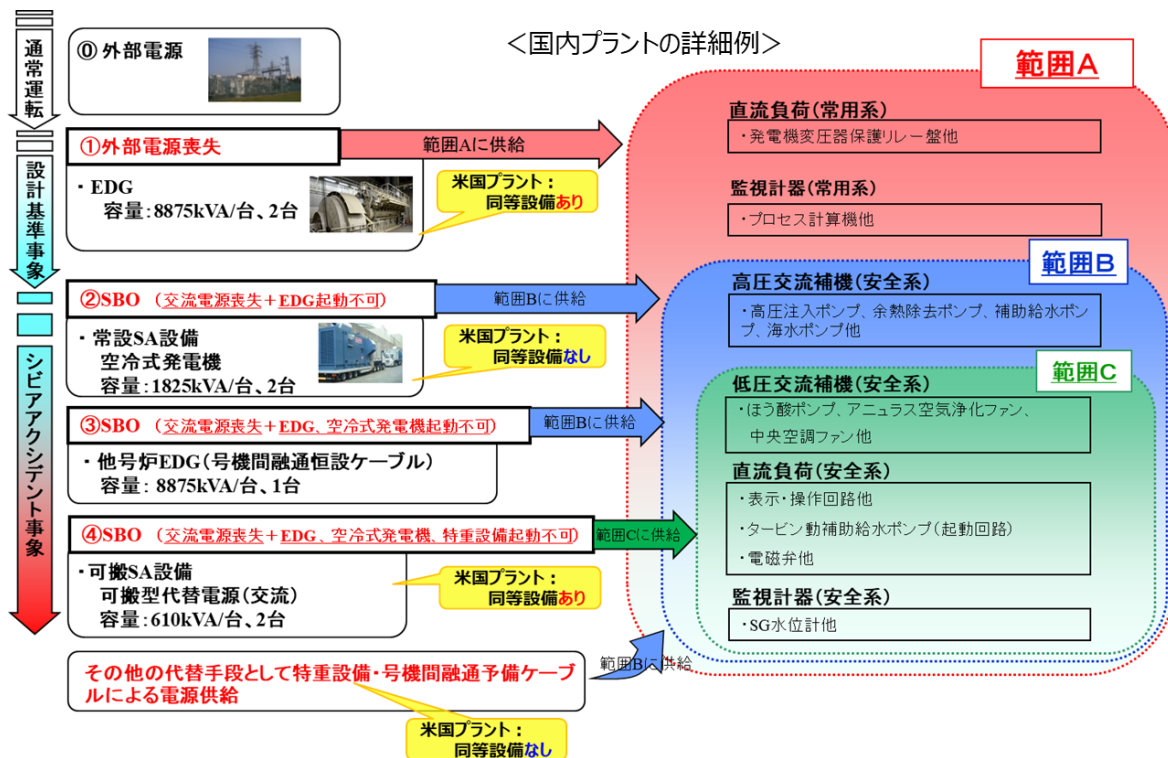 ＜国内プラントの詳細例＞
通常運転
設計基準事象
シビアアクシデント事象
⓪外部電源
①外部電源喪失
範囲Aに供給
・EDG
容量：8875kVA/台、2台
米国プラント：
同等設備あり
②SBO （交流電源喪失＋EDG起動不可）
範囲Bに供給
・常設SA設備
空冷式発電機
容量：1825kVA/台、2台
米国プラント：
同等設備なし
③SBO （交流電源喪失＋EDG、空冷式発電機起動不可）
範囲Bに供給
・他号炉EDG（号機間融通恒設ケーブル）
容量： 8875kVA/台、1台
④SBO （交流電源喪失＋EDG、空冷式発電機、特重設備起動不可）
範囲Cに供給
・可搬SA設備
可搬型代替電源（交流）
容量：610kVA/台、2台
米国プラント：
同等設備あり
その他の代替手段として特重設備・号機間融通予備ケーブ
ルによる電源供給
範囲Bに供給
米国プラント：
同等設備なし
範囲A
直流負荷（常用系）
・発電機変圧器保護リレー盤他
監視計器（常用系）
・プロセス計算機他
範囲B
高圧交流補機（安全系）
・高圧注入ポンプ、余熱除去ポンプ、補助給水ポン
プ、海水ポンプ他
範囲C
低圧交流補機（安全系）
・ほう酸ポンプ、アニュラス空気浄化ファン、
中央空調ファン他
直流負荷（安全系）
・表示・操作回路他
・タービン動補助給水ポンプ（起動回路）
・電磁弁他
監視計器（安全系）
・SG水位計他